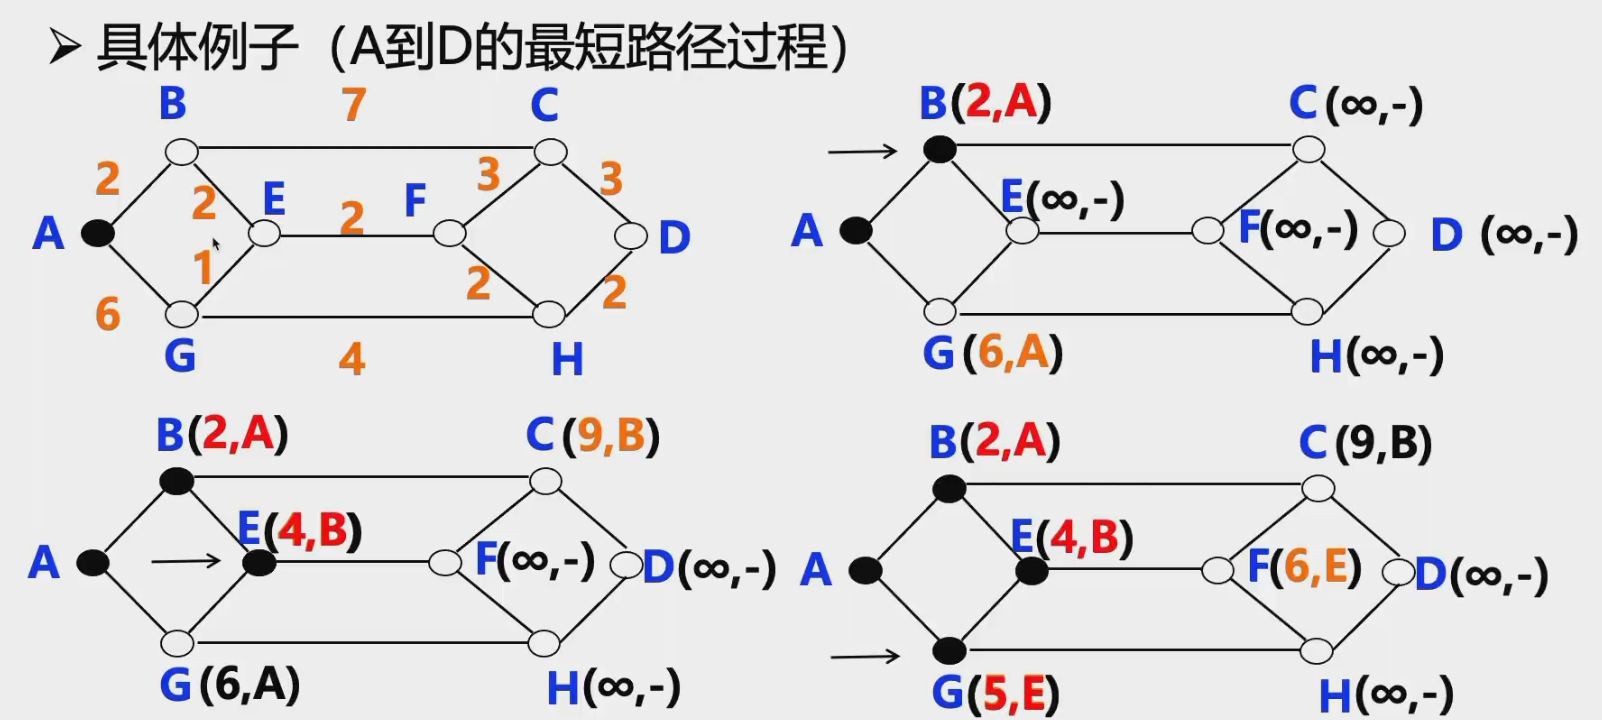 ➢ 具体例子（A到D的最短路径过程）
B 7 C
2 2 E 2 F 3 3
A D
1 2 2
6
G 4 H
B(2,A) C(∞,-)
E(∞,-)
A F(∞,-) D (∞,-)
G(6,A) H(∞,-)
B(2,A) C(9,B)
E(4,B)
A F(∞,-) D(∞,-)
G(6,A) H(∞,-)
B(2,A) C(9,B)
E(4,B)
A F(6,E) D(∞,-)
G(5,E) H(∞,-)